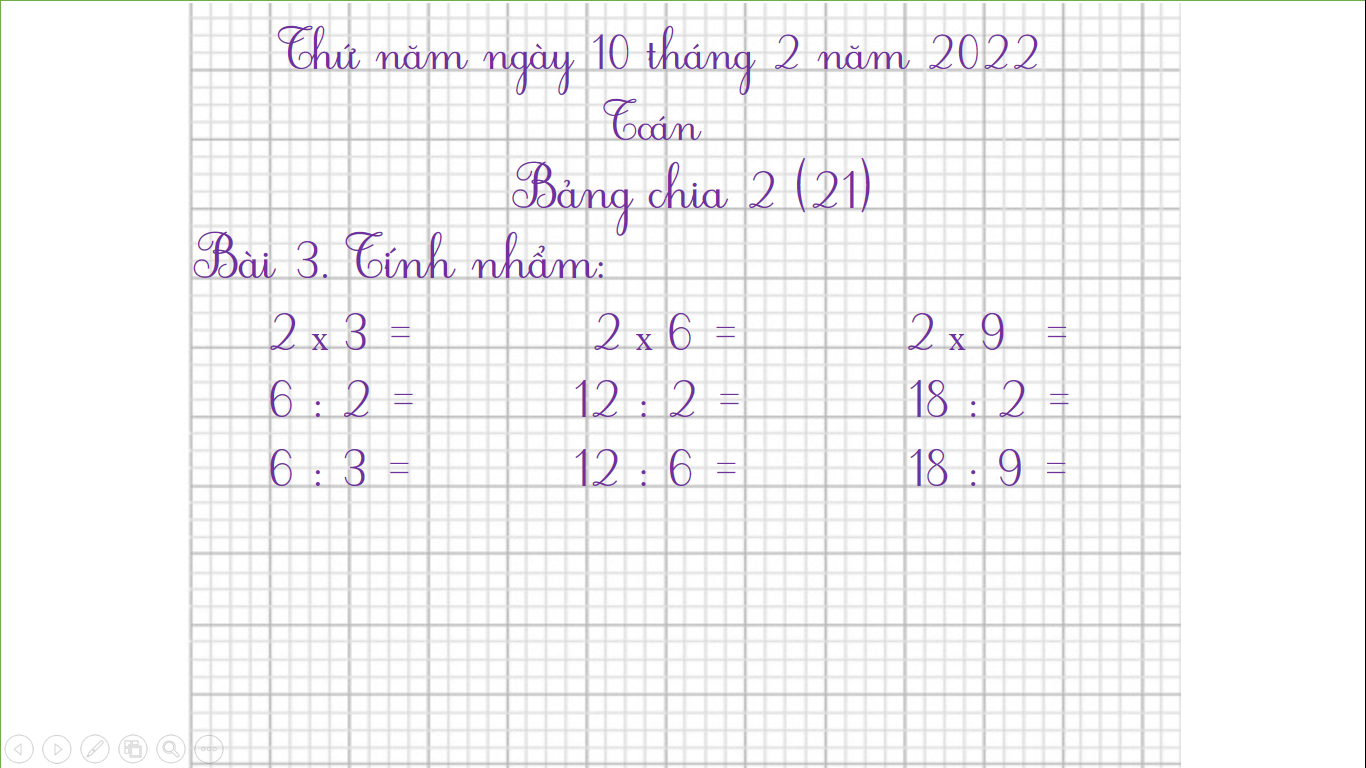 Thứ năm ngày 10 tháng 2 năm 2022
Toán
Bảng chia 2 (21)
Bài 3. Tính nhẩm:
2 x 3 = 2 x 6 = 2 x 9 =
6 : 2 = 12 : 2 = 18 : 2 =
6 : 3 = 12 : 6 = 18 : 9 =